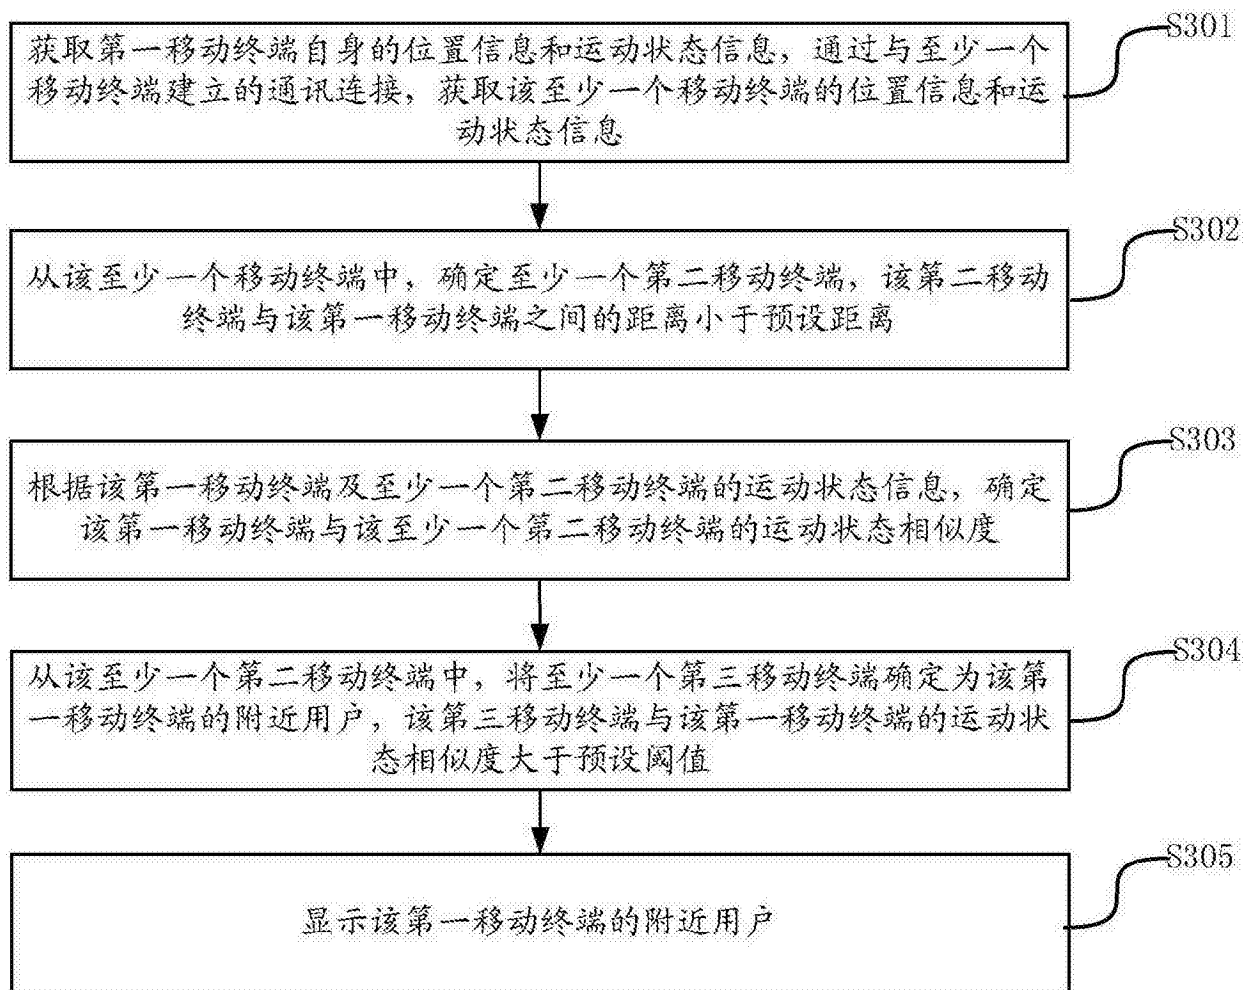 S301
获取第一移动终端自身的位置信息和运动状态信息，通过与至少一个
移动终端建立的通讯连接，获取该至少一个移动终端的位置信息和运
动状态信息
S302
从该至少一个移动终端中，确定至少一个第二移动终端，该第二移动
终端与该第一移动终端之间的距离小于预设距离
S303
根据该第一移动终端及至少一个第二移动终端的运动状态信息，确定
该第一移动终端与该至少一个第二移动终端的运动状态相似度
S304
从该至少一个第二移动终端中，将至少一个第三移动终端确定为该第
一移动终端的附近用户，该第三移动终端与该第一移动终端的运动状
态相似度大于预设阈值
S305
显示该第一移动终端的附近用户